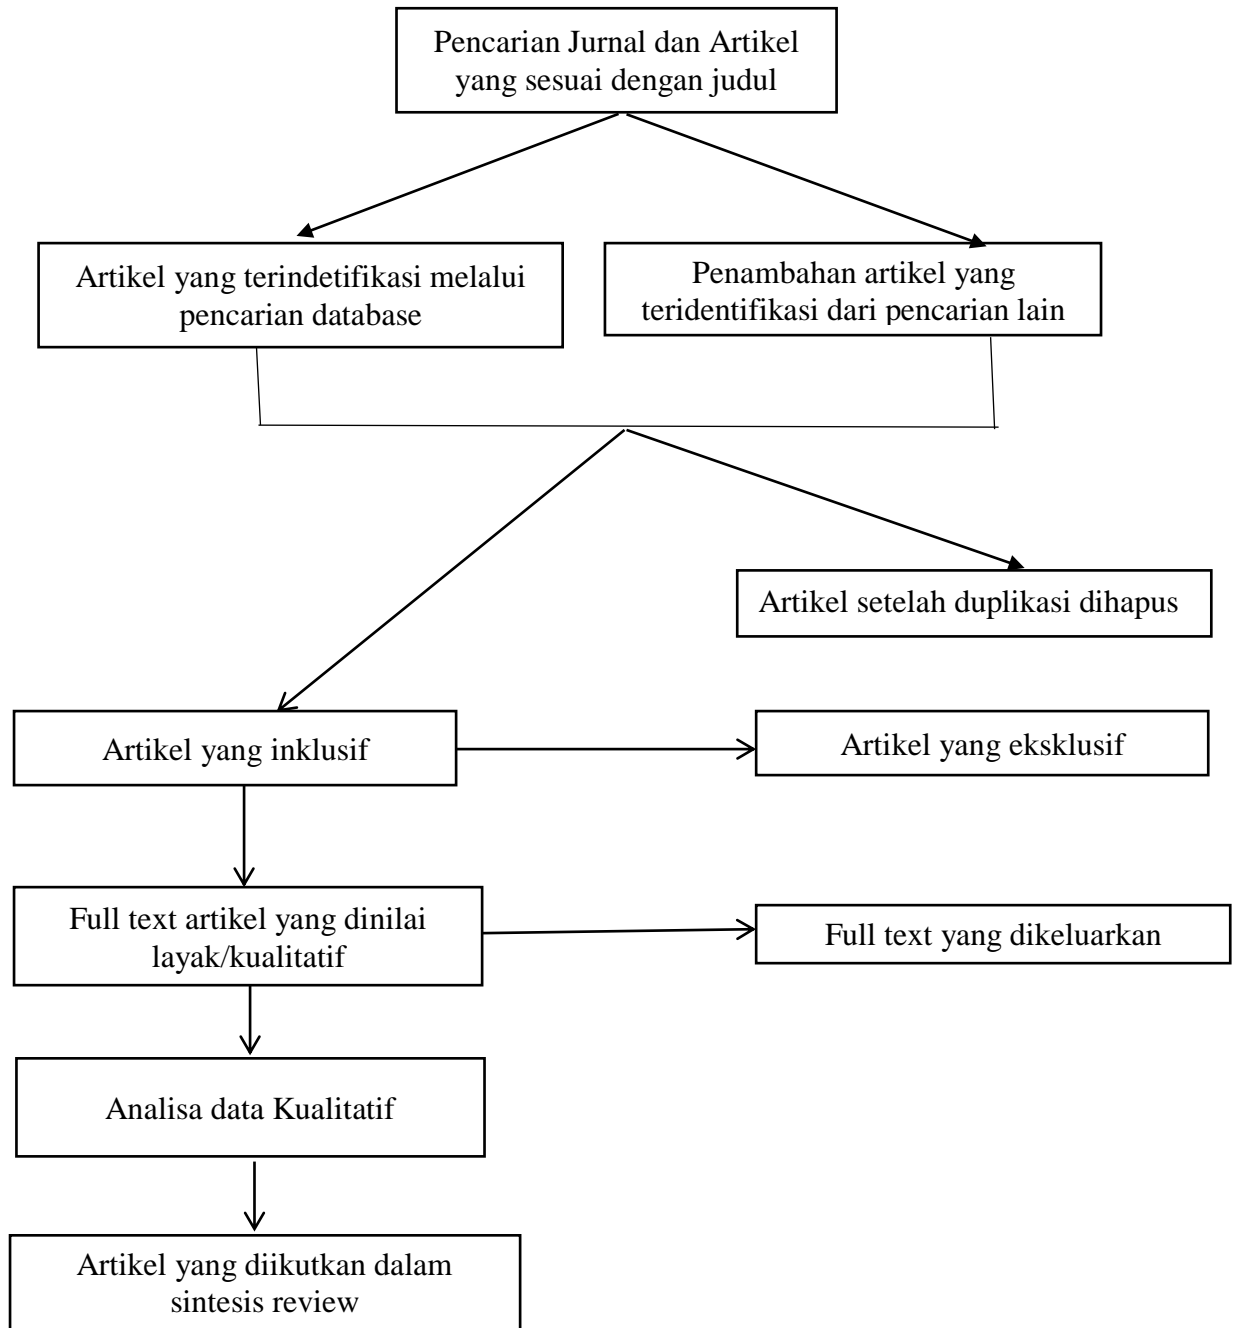 Pencarian Jurnal dan Artikel
yang sesuai dengan judul
Artikel yang terindetifikasi melalui
pencarian database
Penambahan artikel yang
teridentifikasi dari pencarian lain
Artikel setelah duplikasi dihapus
Artikel yang inklusif
Artikel yang eksklusif
Full text artikel yang dinilai
layak/kualitatif
Full text yang dikeluarkan
Analisa data Kualitatif
Artikel yang diikutkan dalam
sintesis review